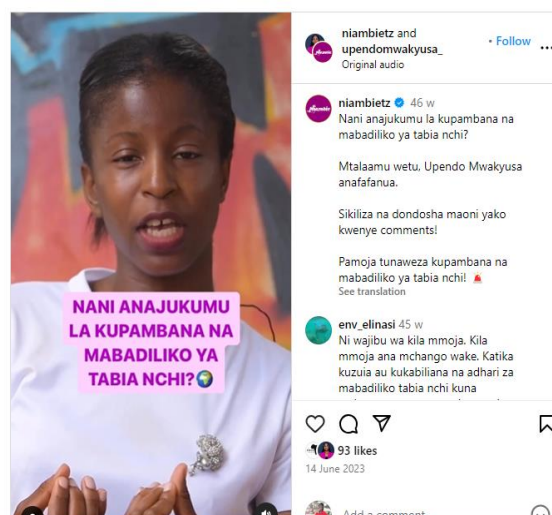 niambietz and
upendomwakyusa_
• Follow
...
Original audio
niambietz 46 w
Nani anajukumu la kupambana na
mabadiliko ya tabia nchi?
Mtalaamu wetu, Upendo Mwakyusa
anafafanua.
Sikiliza na dondosha maoni yako
kwenye comments!
Pamoja tunaweza kupambana na
mabadiliko ya tabia nchi! 🚨
See translation
env_elinasi 45 w
Ni wajibu wa kila mmoja. Kila
mmoja ana mchango wake. Katika
kuzuia au kukabiliana na adhari za
mabadiliko tabia nchi kuna
93 likes
14 June 2023
Add a comment...
NANI ANAJUKUMU
LA KUPAMBANA NA
MABADILIKO YA
TABIA NCHI?🌍